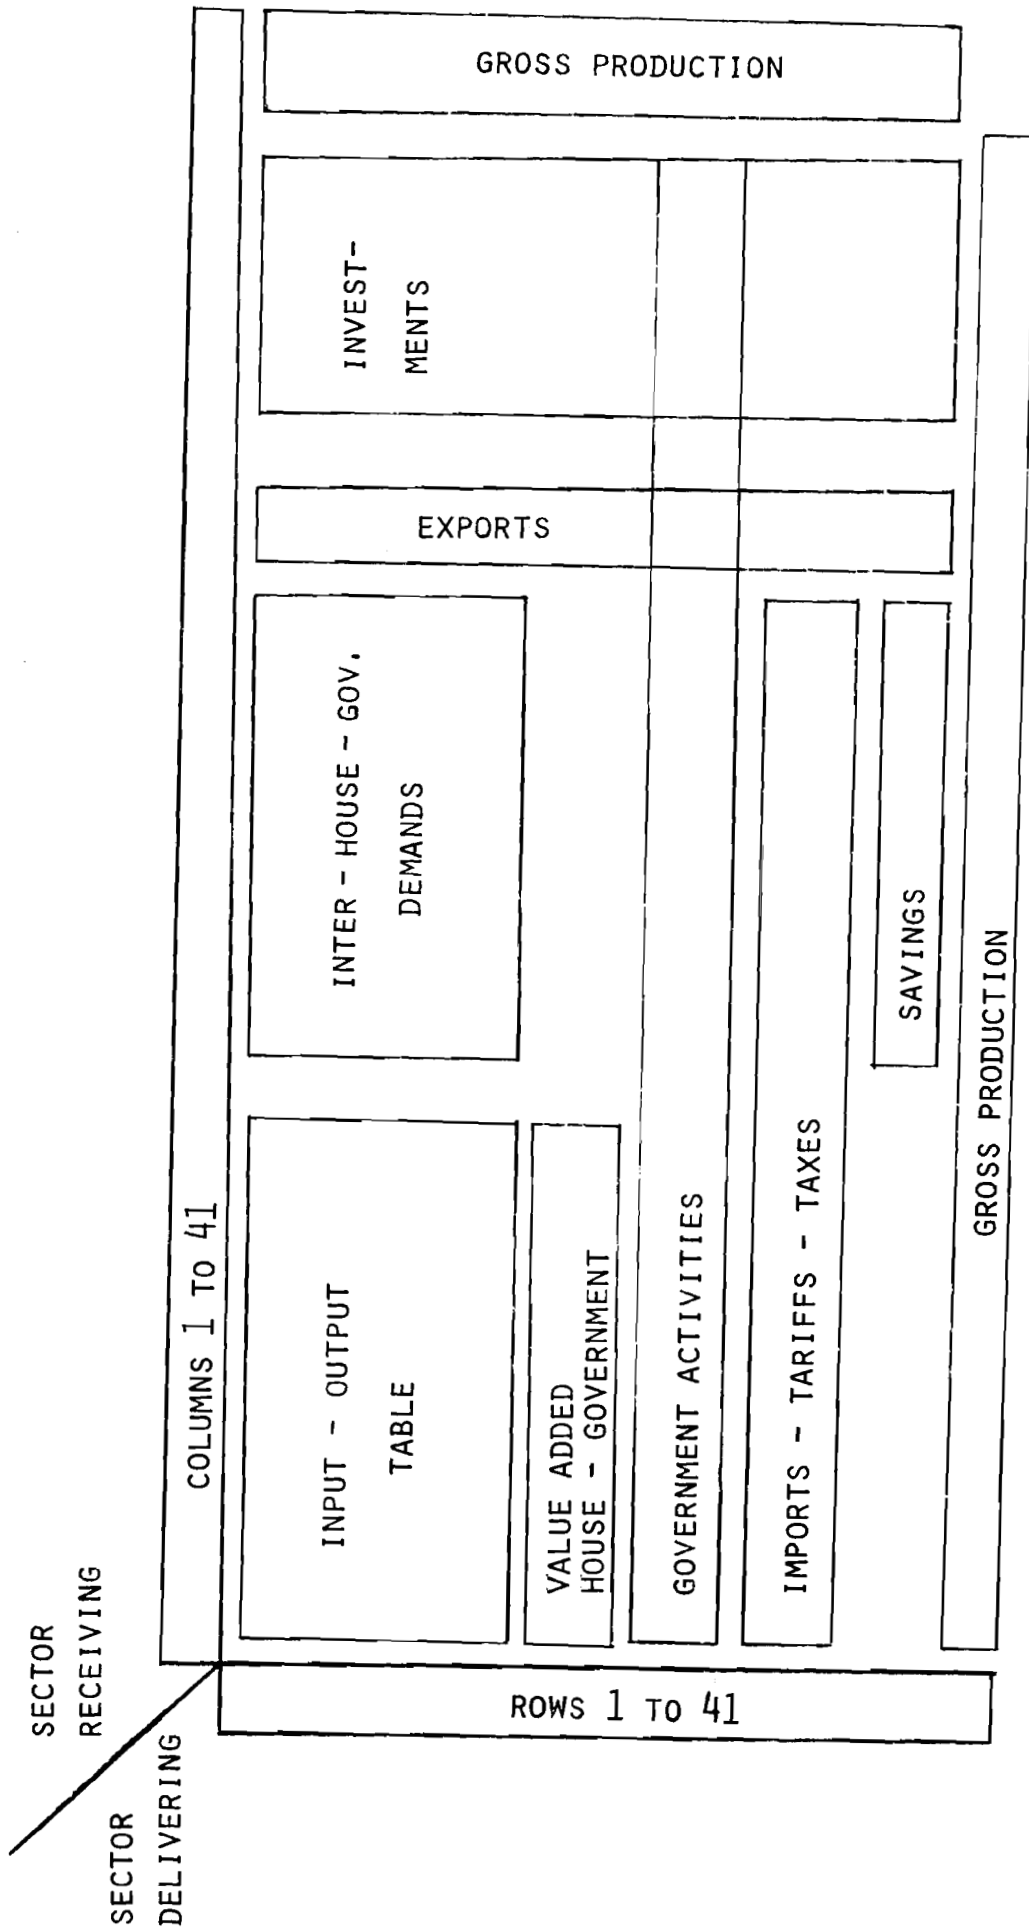 SECTOR
RECEIVING
SECTOR
DELIVERING
COLUMNS 1 TO 41
ROWS 1 TO 41
INPUT - OUTPUT
TABLE
INTER - HOUSE - GOV.
DEMANDS
EXPORTS
INVEST-
MENTS
GROSS PRODUCTION
VALUE ADDED
HOUSE - GOVERNMENT
GOVERNMENT ACTIVITIES
IMPORTS - TARIFFS - TAXES
SAVINGS
GROSS PRODUCTION